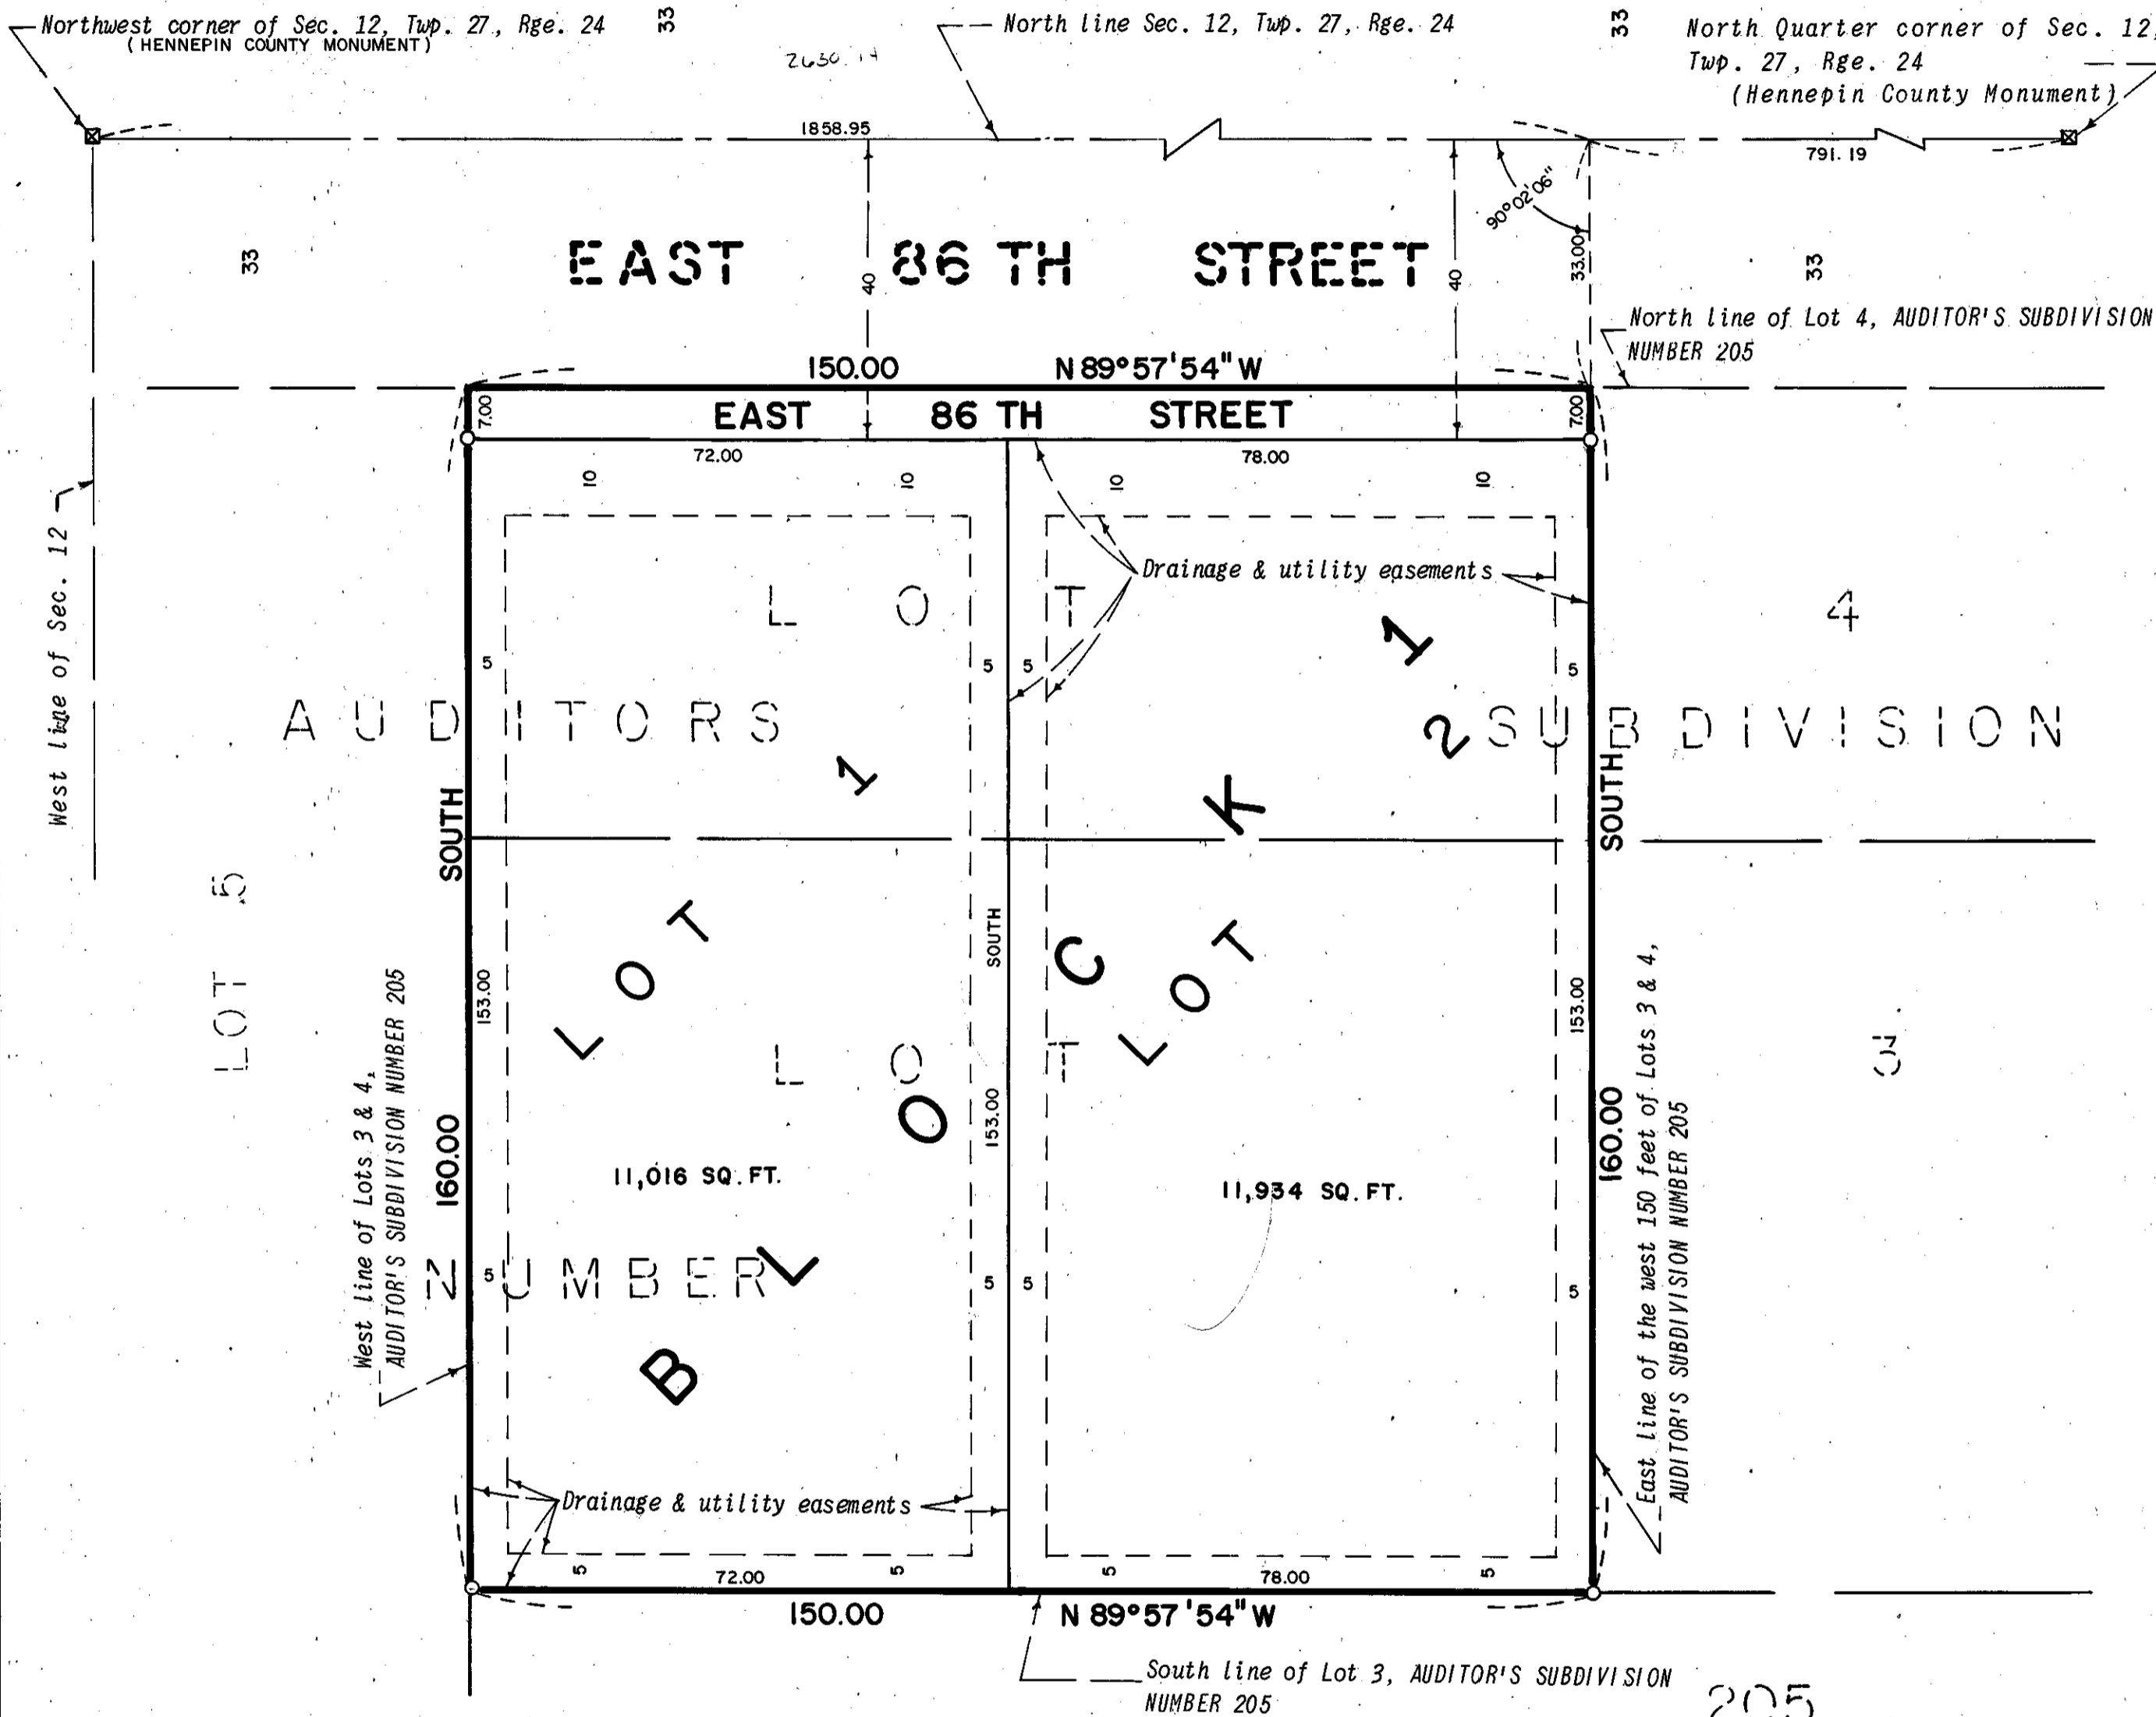 Northwest corner of Sec. 12, Twp. 27, Rge. 24
(HENNEPIN COUNTY MONUMENT)
33
North line Sec. 12, Twp. 27, Rge. 24
2630.14
33
North Quarter corner of Sec. 12,
Twp. 27, Rge. 24
(Hennepin County Monument)
1858.95
791.19
90°02'06"
33
EAST 86 TH STREET
40
40
33.00
33
North line of Lot 4, AUDITOR'S SUBDIVISION
NUMBER 205
150.00 N 89°57'54" W
7.00
EAST 86 TH STREET
7.00
72.00
78.00
10
10
10
10
West line of Sec. 12
Drainage & utility easements
LOT 4
5
5
5
5
AUDITORS SUBDIVISION
SOUTH
SOUTH
LOT 1
LOT 2
BLOCK 1
LOT 5
SOUTH
153.00
153.00
153.00
LOT 3
West line of Lots 3 & 4,
AUDITOR'S SUBDIVISION NUMBER 205
160.00
160.00
East line of the west 150 feet of Lots 3 & 4,
AUDITOR'S SUBDIVISION NUMBER 205
11,016 SQ. FT.
11,934 SQ. FT.
NUMBER
5
5
5
5
Drainage & utility easements
5
5
5
5
72.00
78.00
150.00 N 89°57'54" W
South line of Lot 3, AUDITOR'S SUBDIVISION
NUMBER 205
205